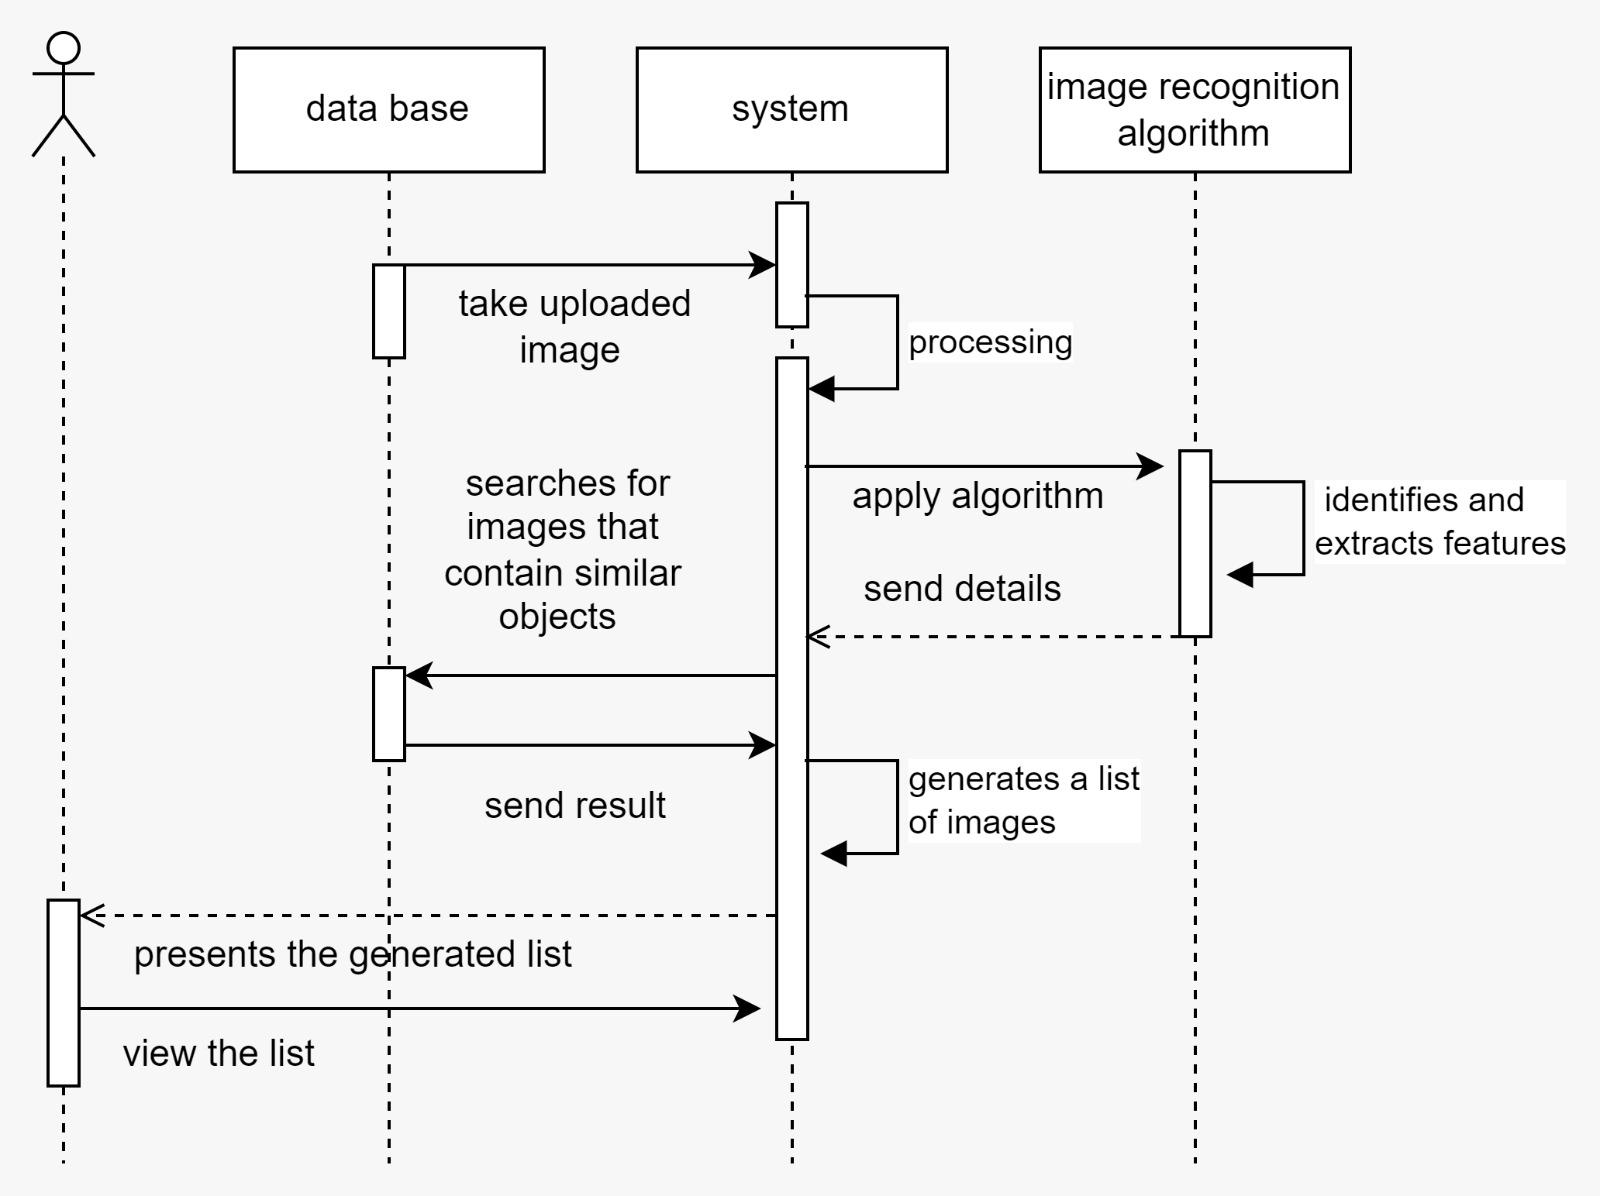 data base
system
image recognition
algorithm
take uploaded
image
processing
searches for
images that
contain similar
objects
apply algorithm
identifies and
extracts features
send details
send result
generates a list
of images
presents the generated list
view the list